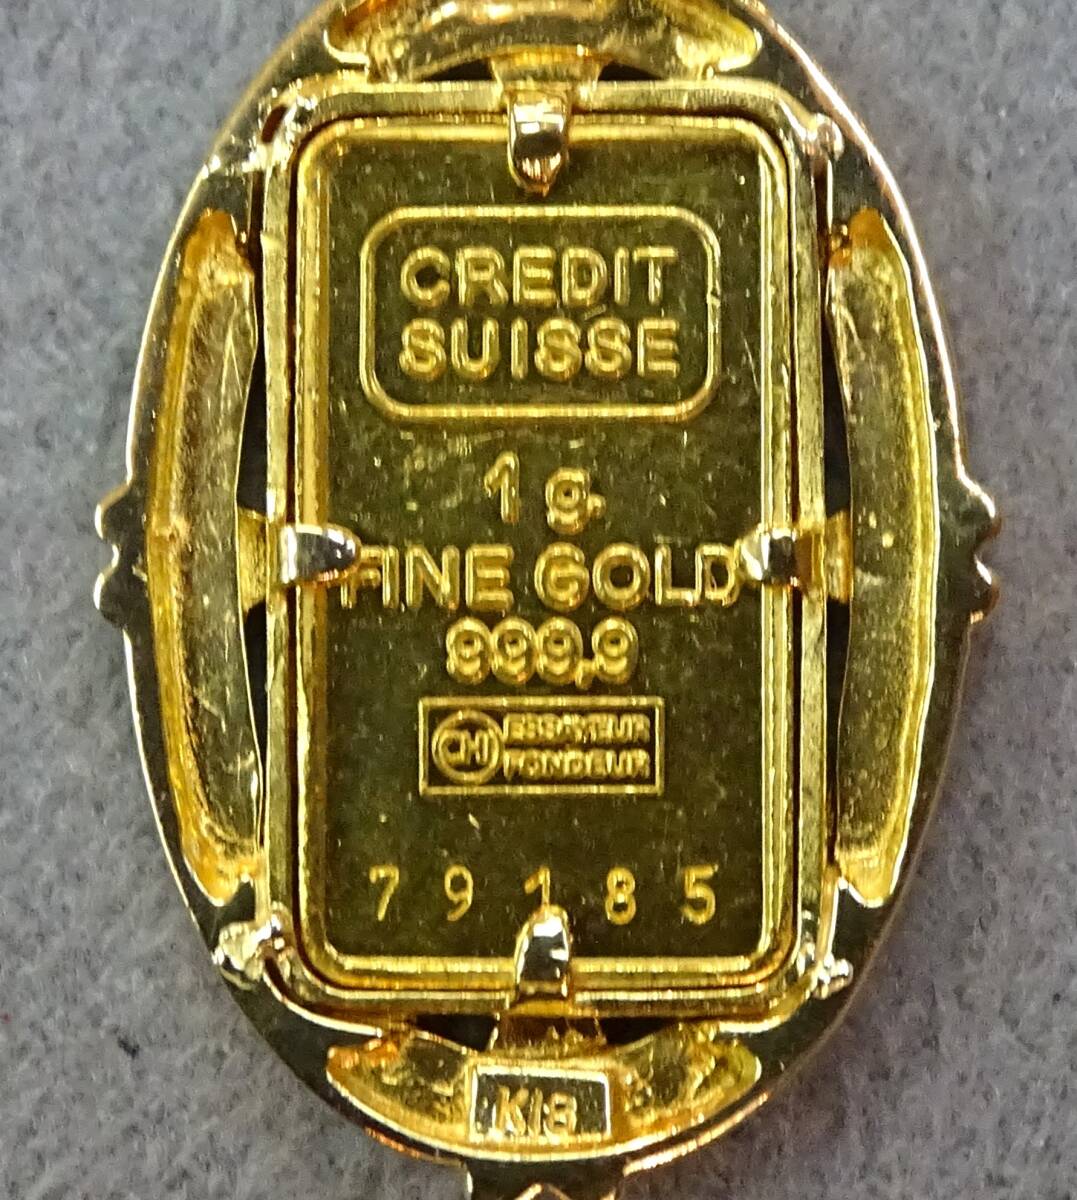 CREDIT
SUISSE
1 g.
FINE GOLD
999,9
CHI ESSAYEUR
FONDEUR
79185
K18